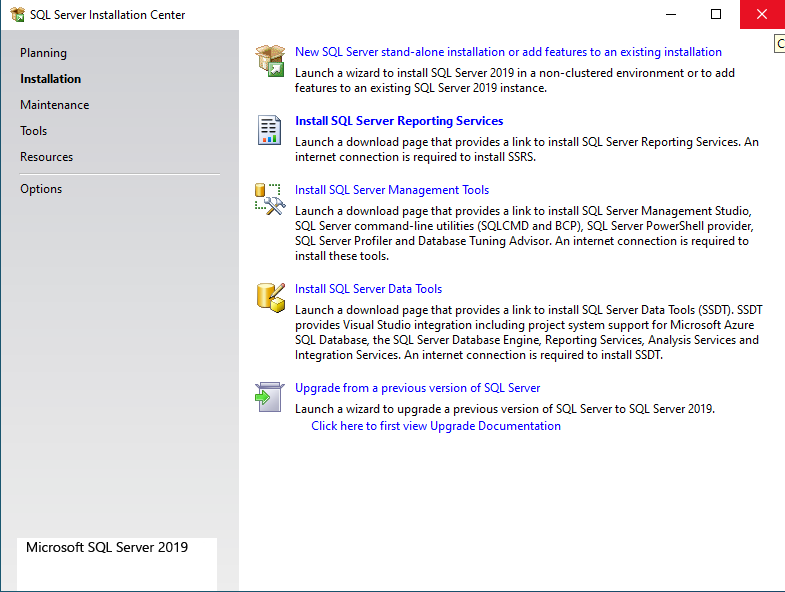 SQL Server Installation Center
Planning
Installation
Maintenance
Tools
Resources
Options
Microsoft SQL Server 2019
New SQL Server stand-alone installation or add features to an existing installation
Launch a wizard to install SQL Server 2019 in a non-clustered environment or to add
features to an existing SQL Server 2019 instance.
Install SQL Server Reporting Services
Launch a download page that provides a link to install SQL Server Reporting Services. An
internet connection is required to install SSRS.
Install SQL Server Management Tools
Launch a download page that provides a link to install SQL Server Management Studio,
SQL Server command-line utilities (SQLCMD and BCP), SQL Server PowerShell provider,
SQL Server Profiler and Database Tuning Advisor. An internet connection is required to
install these tools.
Install SQL Server Data Tools
Launch a download page that provides a link to install SQL Server Data Tools (SSDT). SSDT
provides Visual Studio integration including project system support for Microsoft Azure
SQL Database, the SQL Server Database Engine, Reporting Services, Analysis Services and
Integration Services. An internet connection is required to install SSDT.
Upgrade from a previous version of SQL Server
Launch a wizard to upgrade a previous version of SQL Server to SQL Server 2019.
Click here to first view Upgrade Documentation